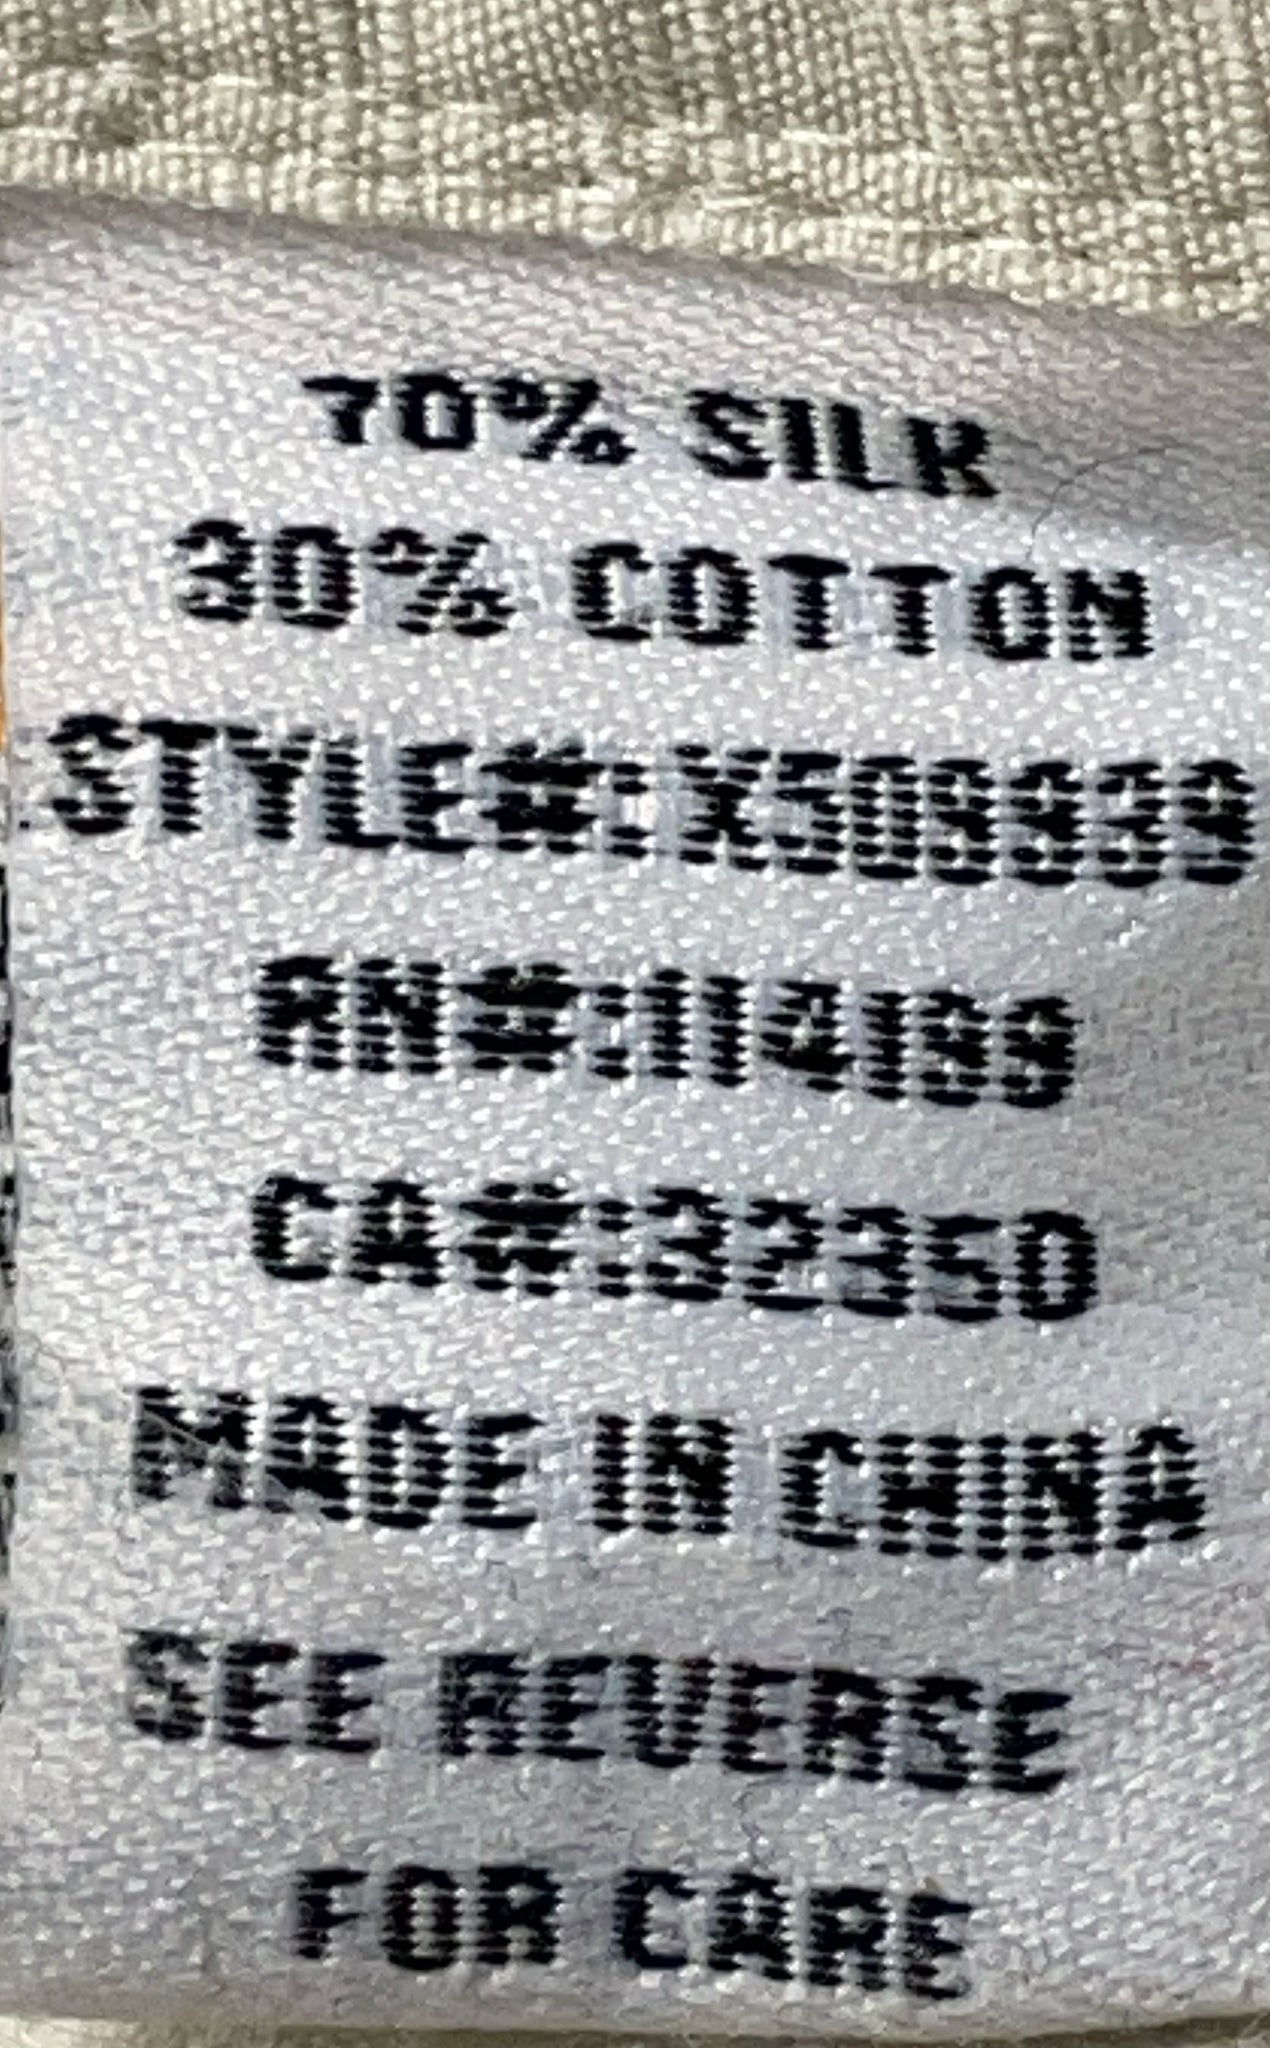 70% SILK
30% COTTON
STYLE#:X509939
RN#:114199
CA#:32350
MADE IN CHINA
SEE REVERSE
FOR CARE